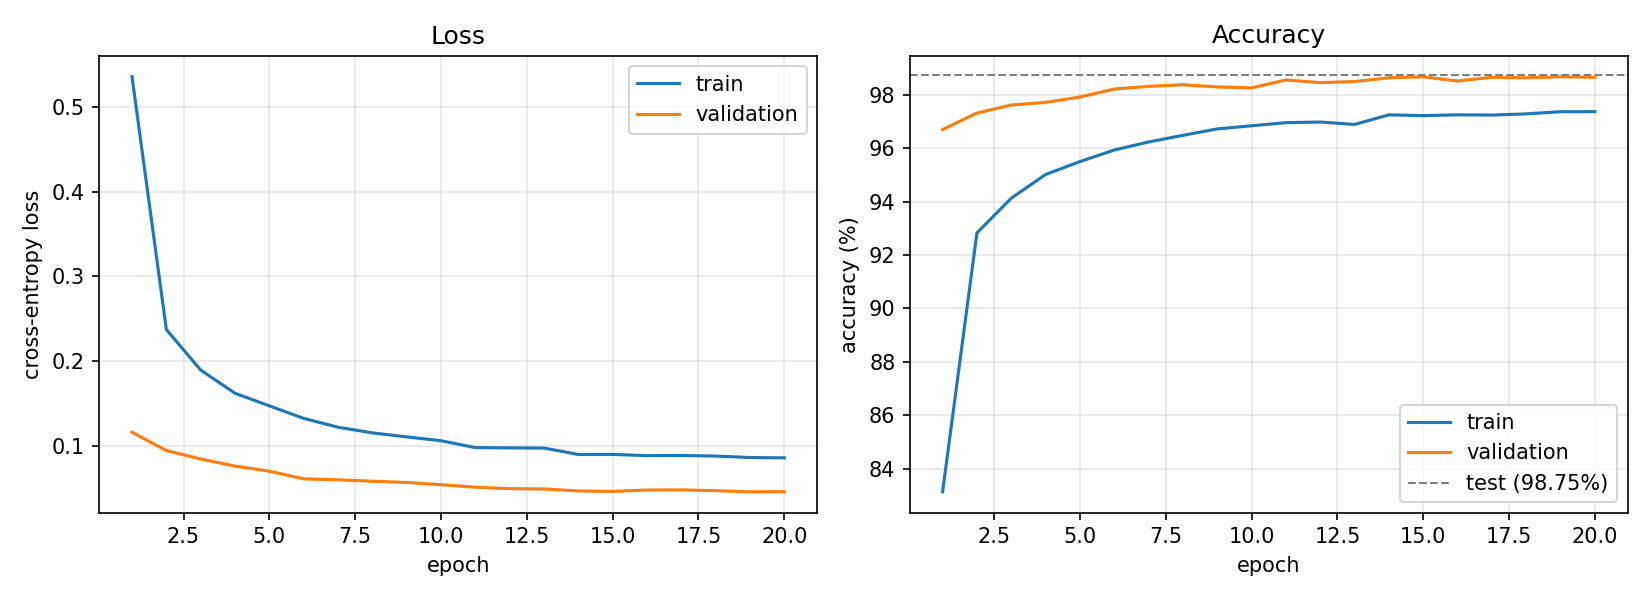 Loss
cross-entropy loss
0.5
0.4
0.3
0.2
0.1
train
validation
2.5 5.0 7.5 10.0 12.5 15.0 17.5 20.0
epoch
Accuracy
accuracy (%)
98
96
94
92
90
88
86
84
train
validation
test (98.75%)
2.5 5.0 7.5 10.0 12.5 15.0 17.5 20.0
epoch